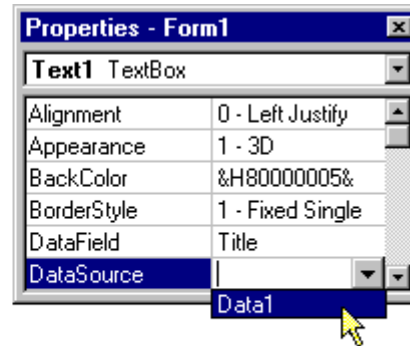 Properties - Form1
Text1 TextBox
Alignment 0 - Left Justify
Appearance 1 - 3D
BackColor &H80000005&
BorderStyle 1 - Fixed Single
DataField Title
DataSource
Data1